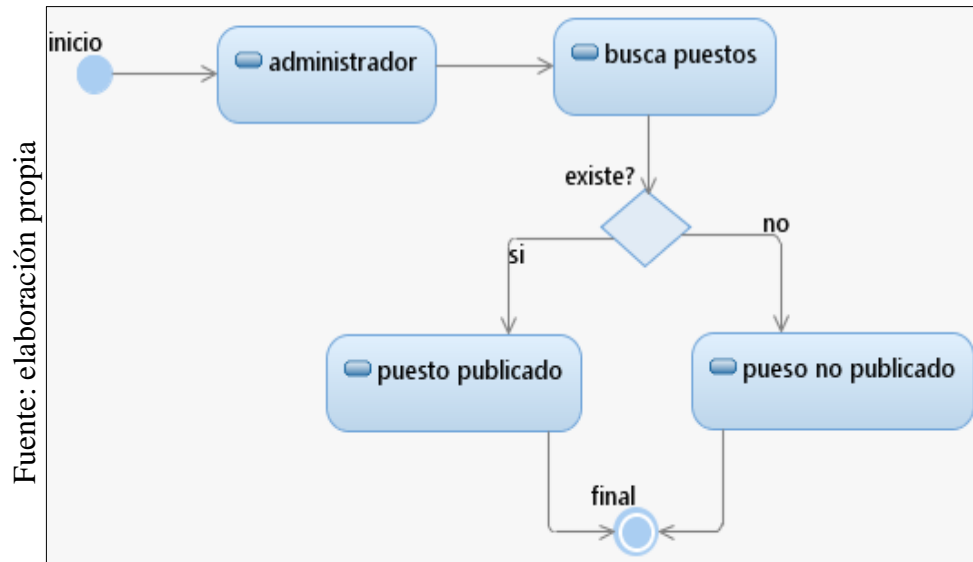 inicio
administrador
busca puestos
existe?
si
no
puesto publicado
pueso no publicado
final
Fuente: elaboración propia